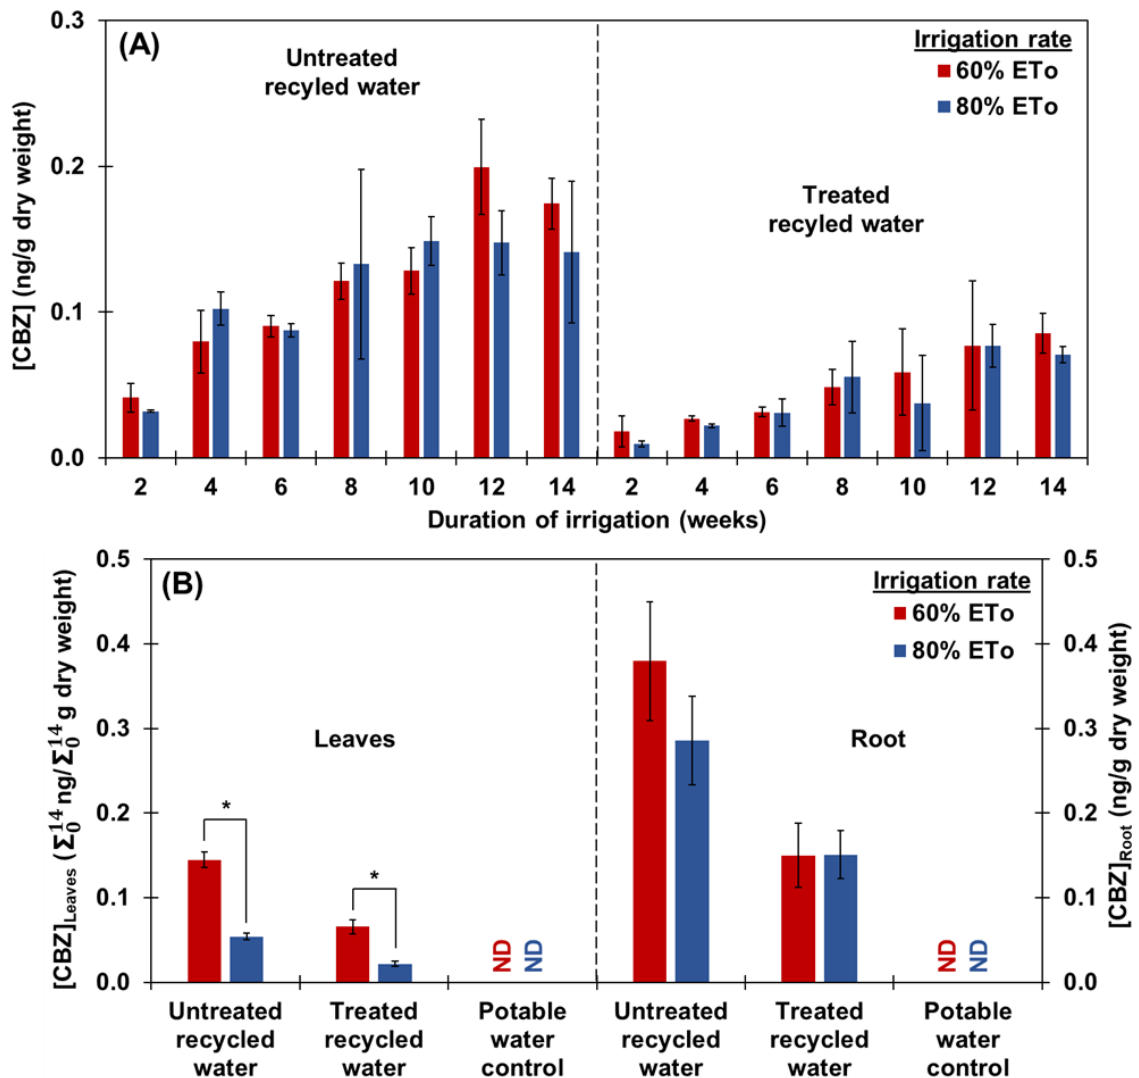 (A)
Untreated
recyled water
Irrigation rate
60% ETo
80% ETo
Treated
recyled water
[CBZ] (ng/g dry weight)
0.3
0.2
0.1
0.0
2 4 6 8 10 12 14 2 4 6 8 10 12 14
Duration of irrigation (weeks)
(B)
Irrigation rate
60% ETo
80% ETo
Leaves
Root
[CBZ]Leaves (Σ₀¹⁴ ng/Σ₀¹⁴ g dry weight)
0.5
0.4
0.3
0.2
0.1
0.0
*
*
ND
ND
ND
ND
0.5
0.4
0.3
0.2
0.1
0.0
[CBZ]Root (ng/g dry weight)
Untreated
recycled
water
Treated
recycled
water
Potable
water
control
Untreated
recycled
water
Treated
recycled
water
Potable
water
control